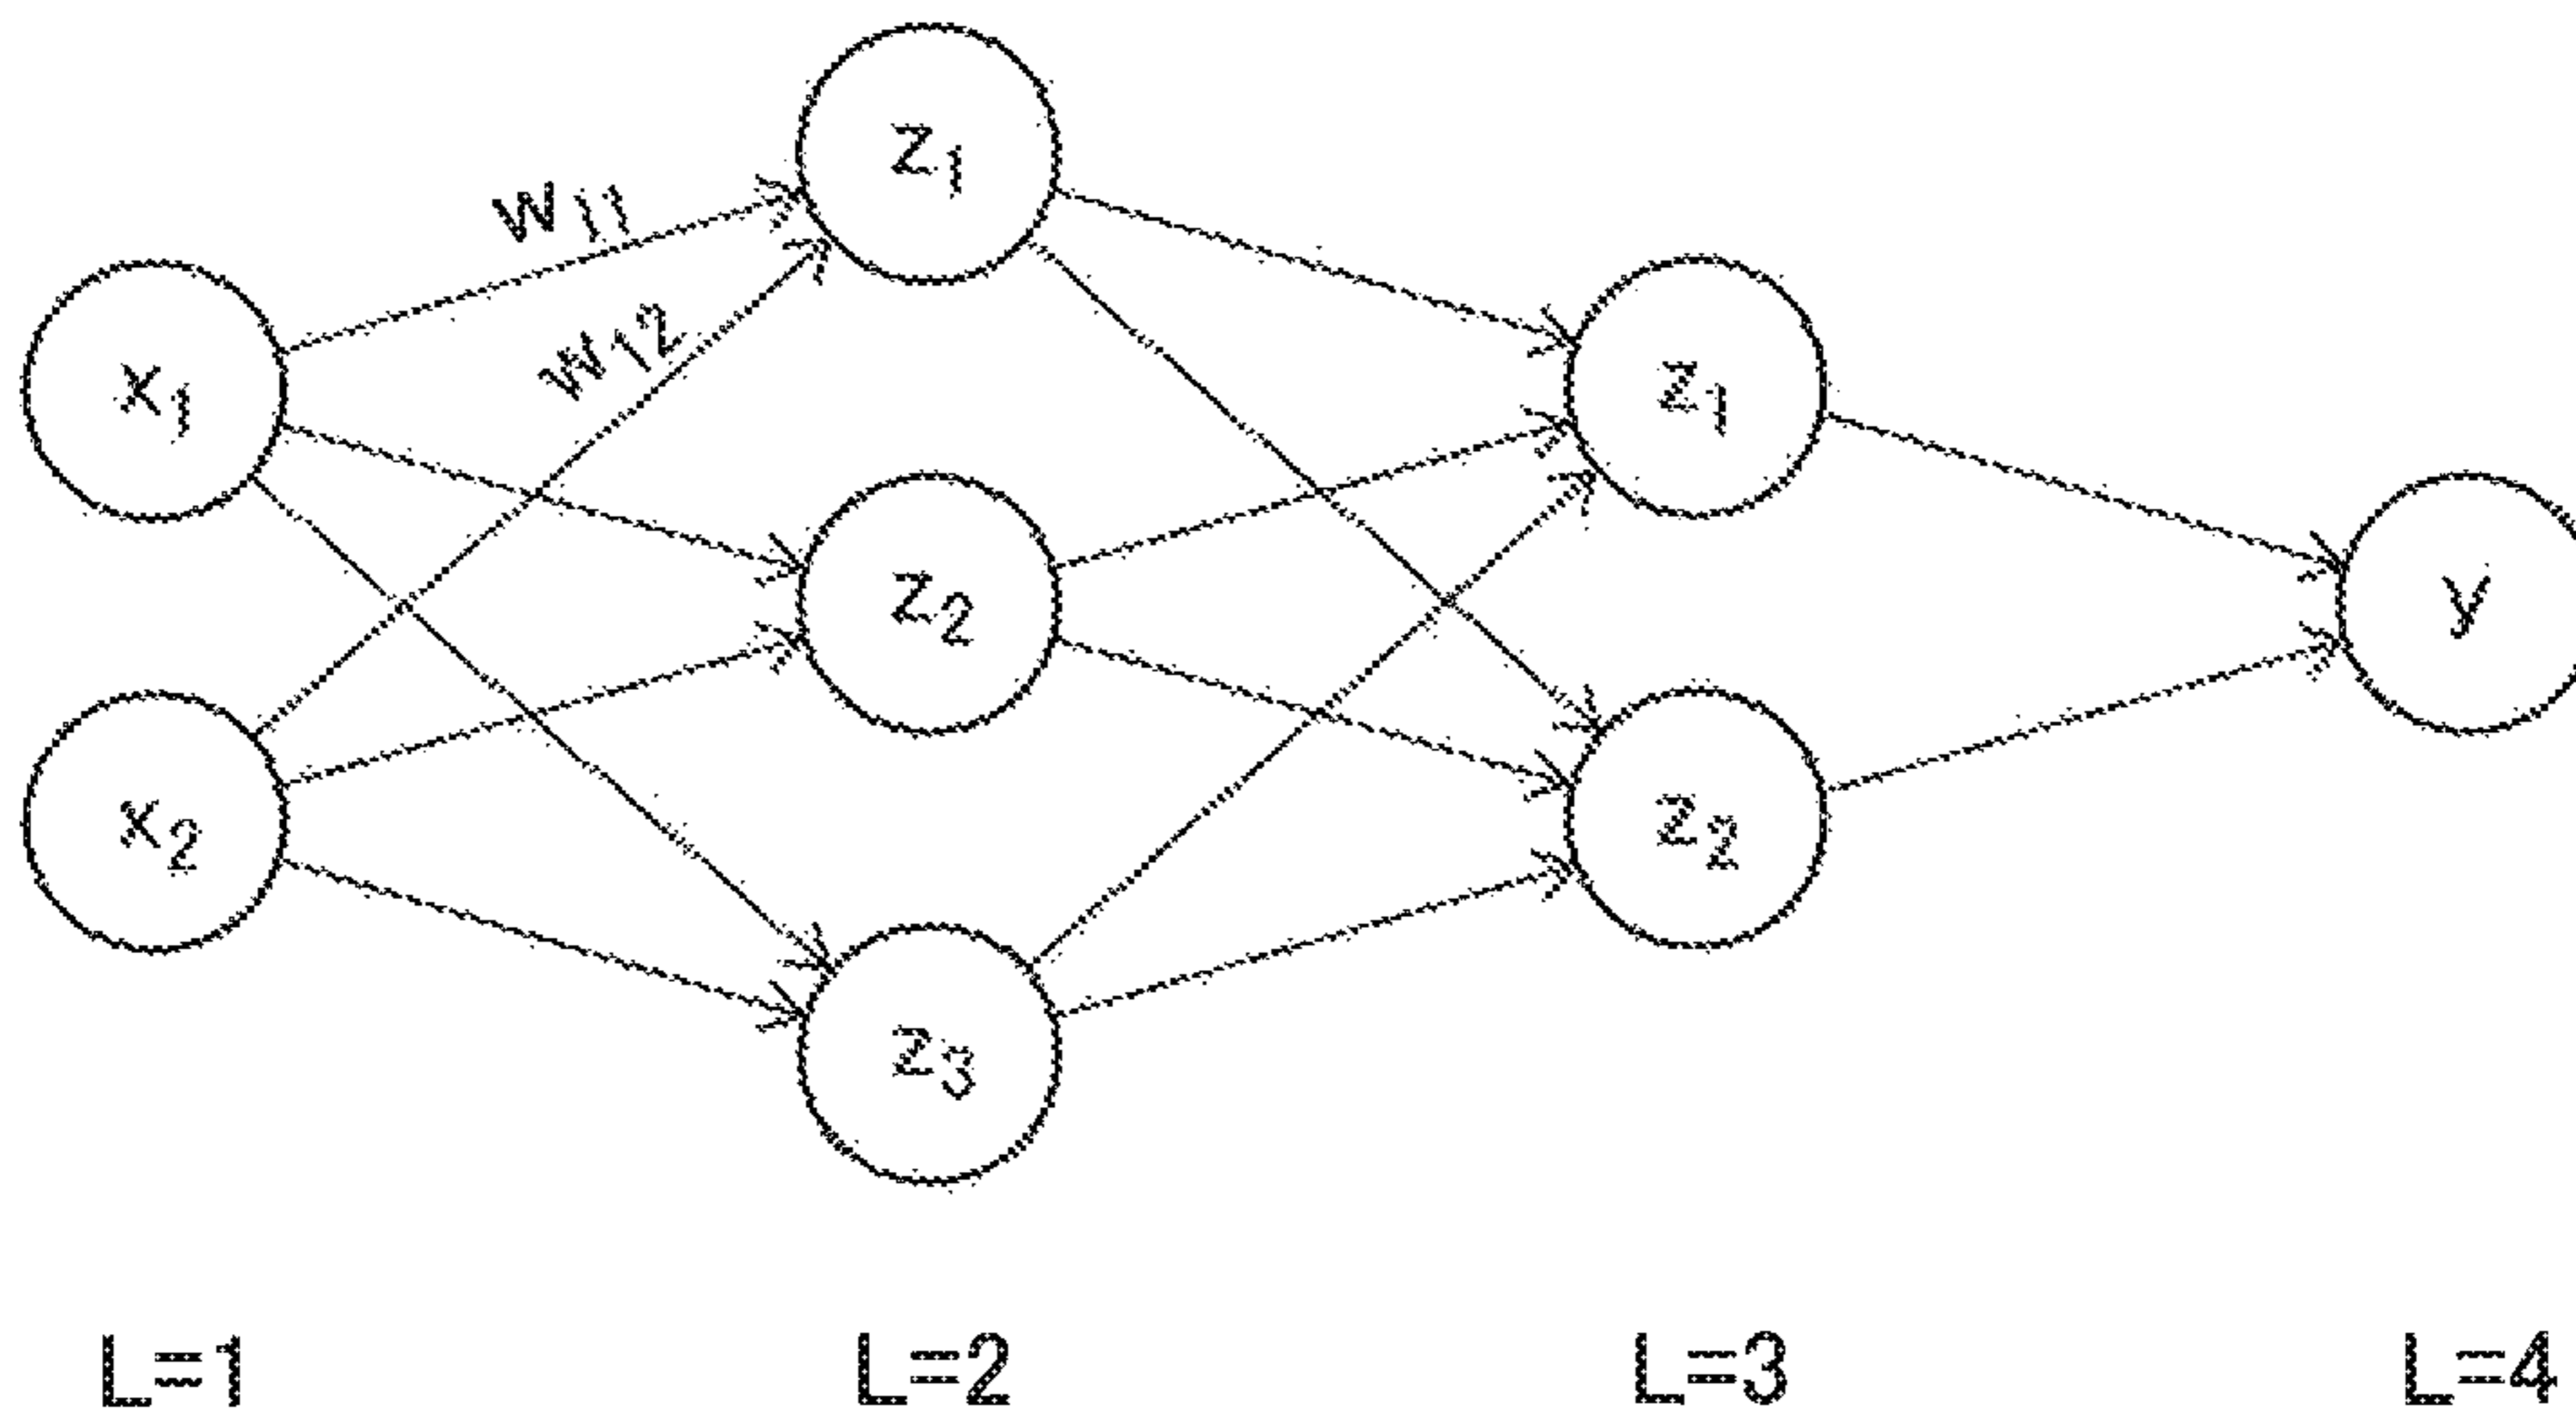 z₁
w₁₁
w₁₂
x₁
z₁
z₂
y
x₂
z₂
z₃
L=1 L=2 L=3 L=4